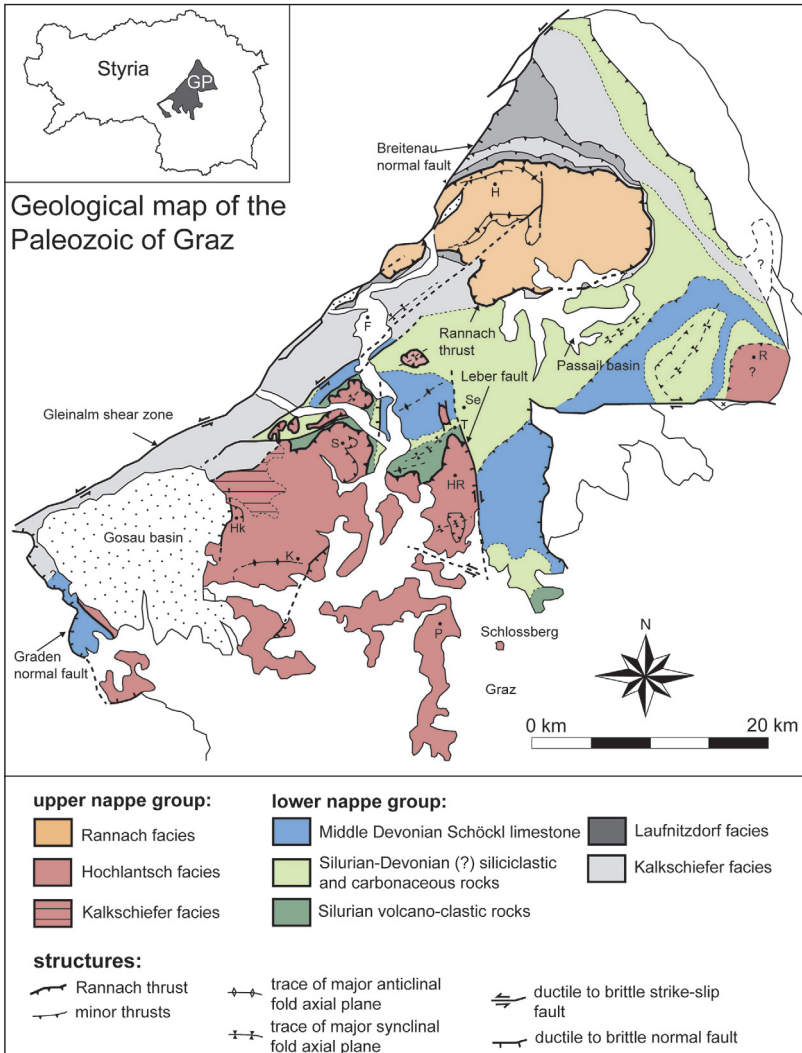 Styria
GP
Geological map of the
Paleozoic of Graz
Breitenau
normal fault
H
?
F
Rannach
thrust
Passail basin
R
?
Leber fault
Se
T
Gleinalm shear zone
S
HR
Gosau basin
Hk
K
?
Graden
normal fault
P
Schlossberg
Graz
N
0 km
20 km
upper nappe group:
Rannach facies
Hochlantsch facies
Kalkschiefer facies
lower nappe group:
Middle Devonian Schöckl limestone
Silurian-Devonian (?) siliciclastic
and carbonaceous rocks
Silurian volcano-clastic rocks
Laufnitzdorf facies
Kalkschiefer facies
structures:
Rannach thrust
minor thrusts
trace of major anticlinal
fold axial plane
trace of major synclinal
fold axial plane
ductile to brittle strike-slip
fault
ductile to brittle normal fault